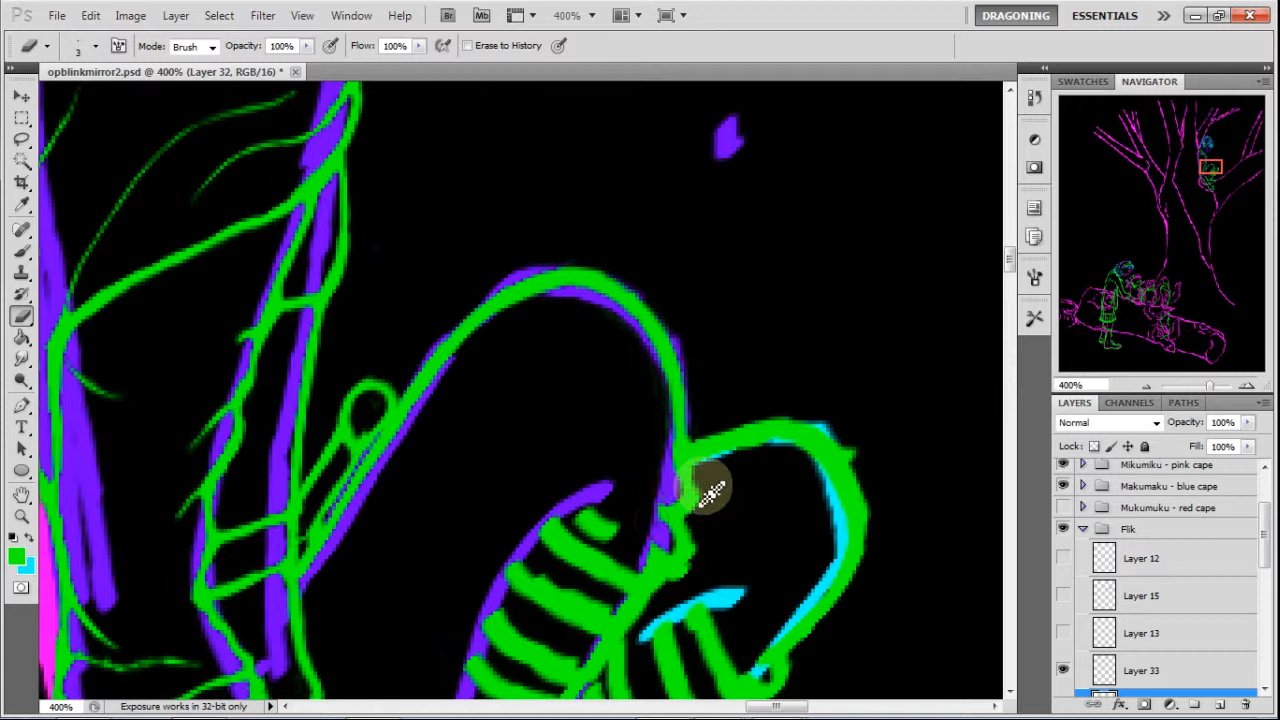 Ps File Edit Image Layer Select Filter View Window Help Br Mb 400% DRAGONING ESSENTIALS
3 Mode: Brush Opacity: 100% Flow: 100% Erase to History
opblinkmirror2.psd @ 400% (Layer 32, RGB/16) *
SWATCHES NAVIGATOR
400%
LAYERS CHANNELS PATHS
Normal Opacity: 100%
Lock: Fill: 100%
Mikumiku - pink cape
Makumaku - blue cape
Mukumuku - red cape
Flik
Layer 12
Layer 15
Layer 13
Layer 33
400% Exposure works in 32-bit only